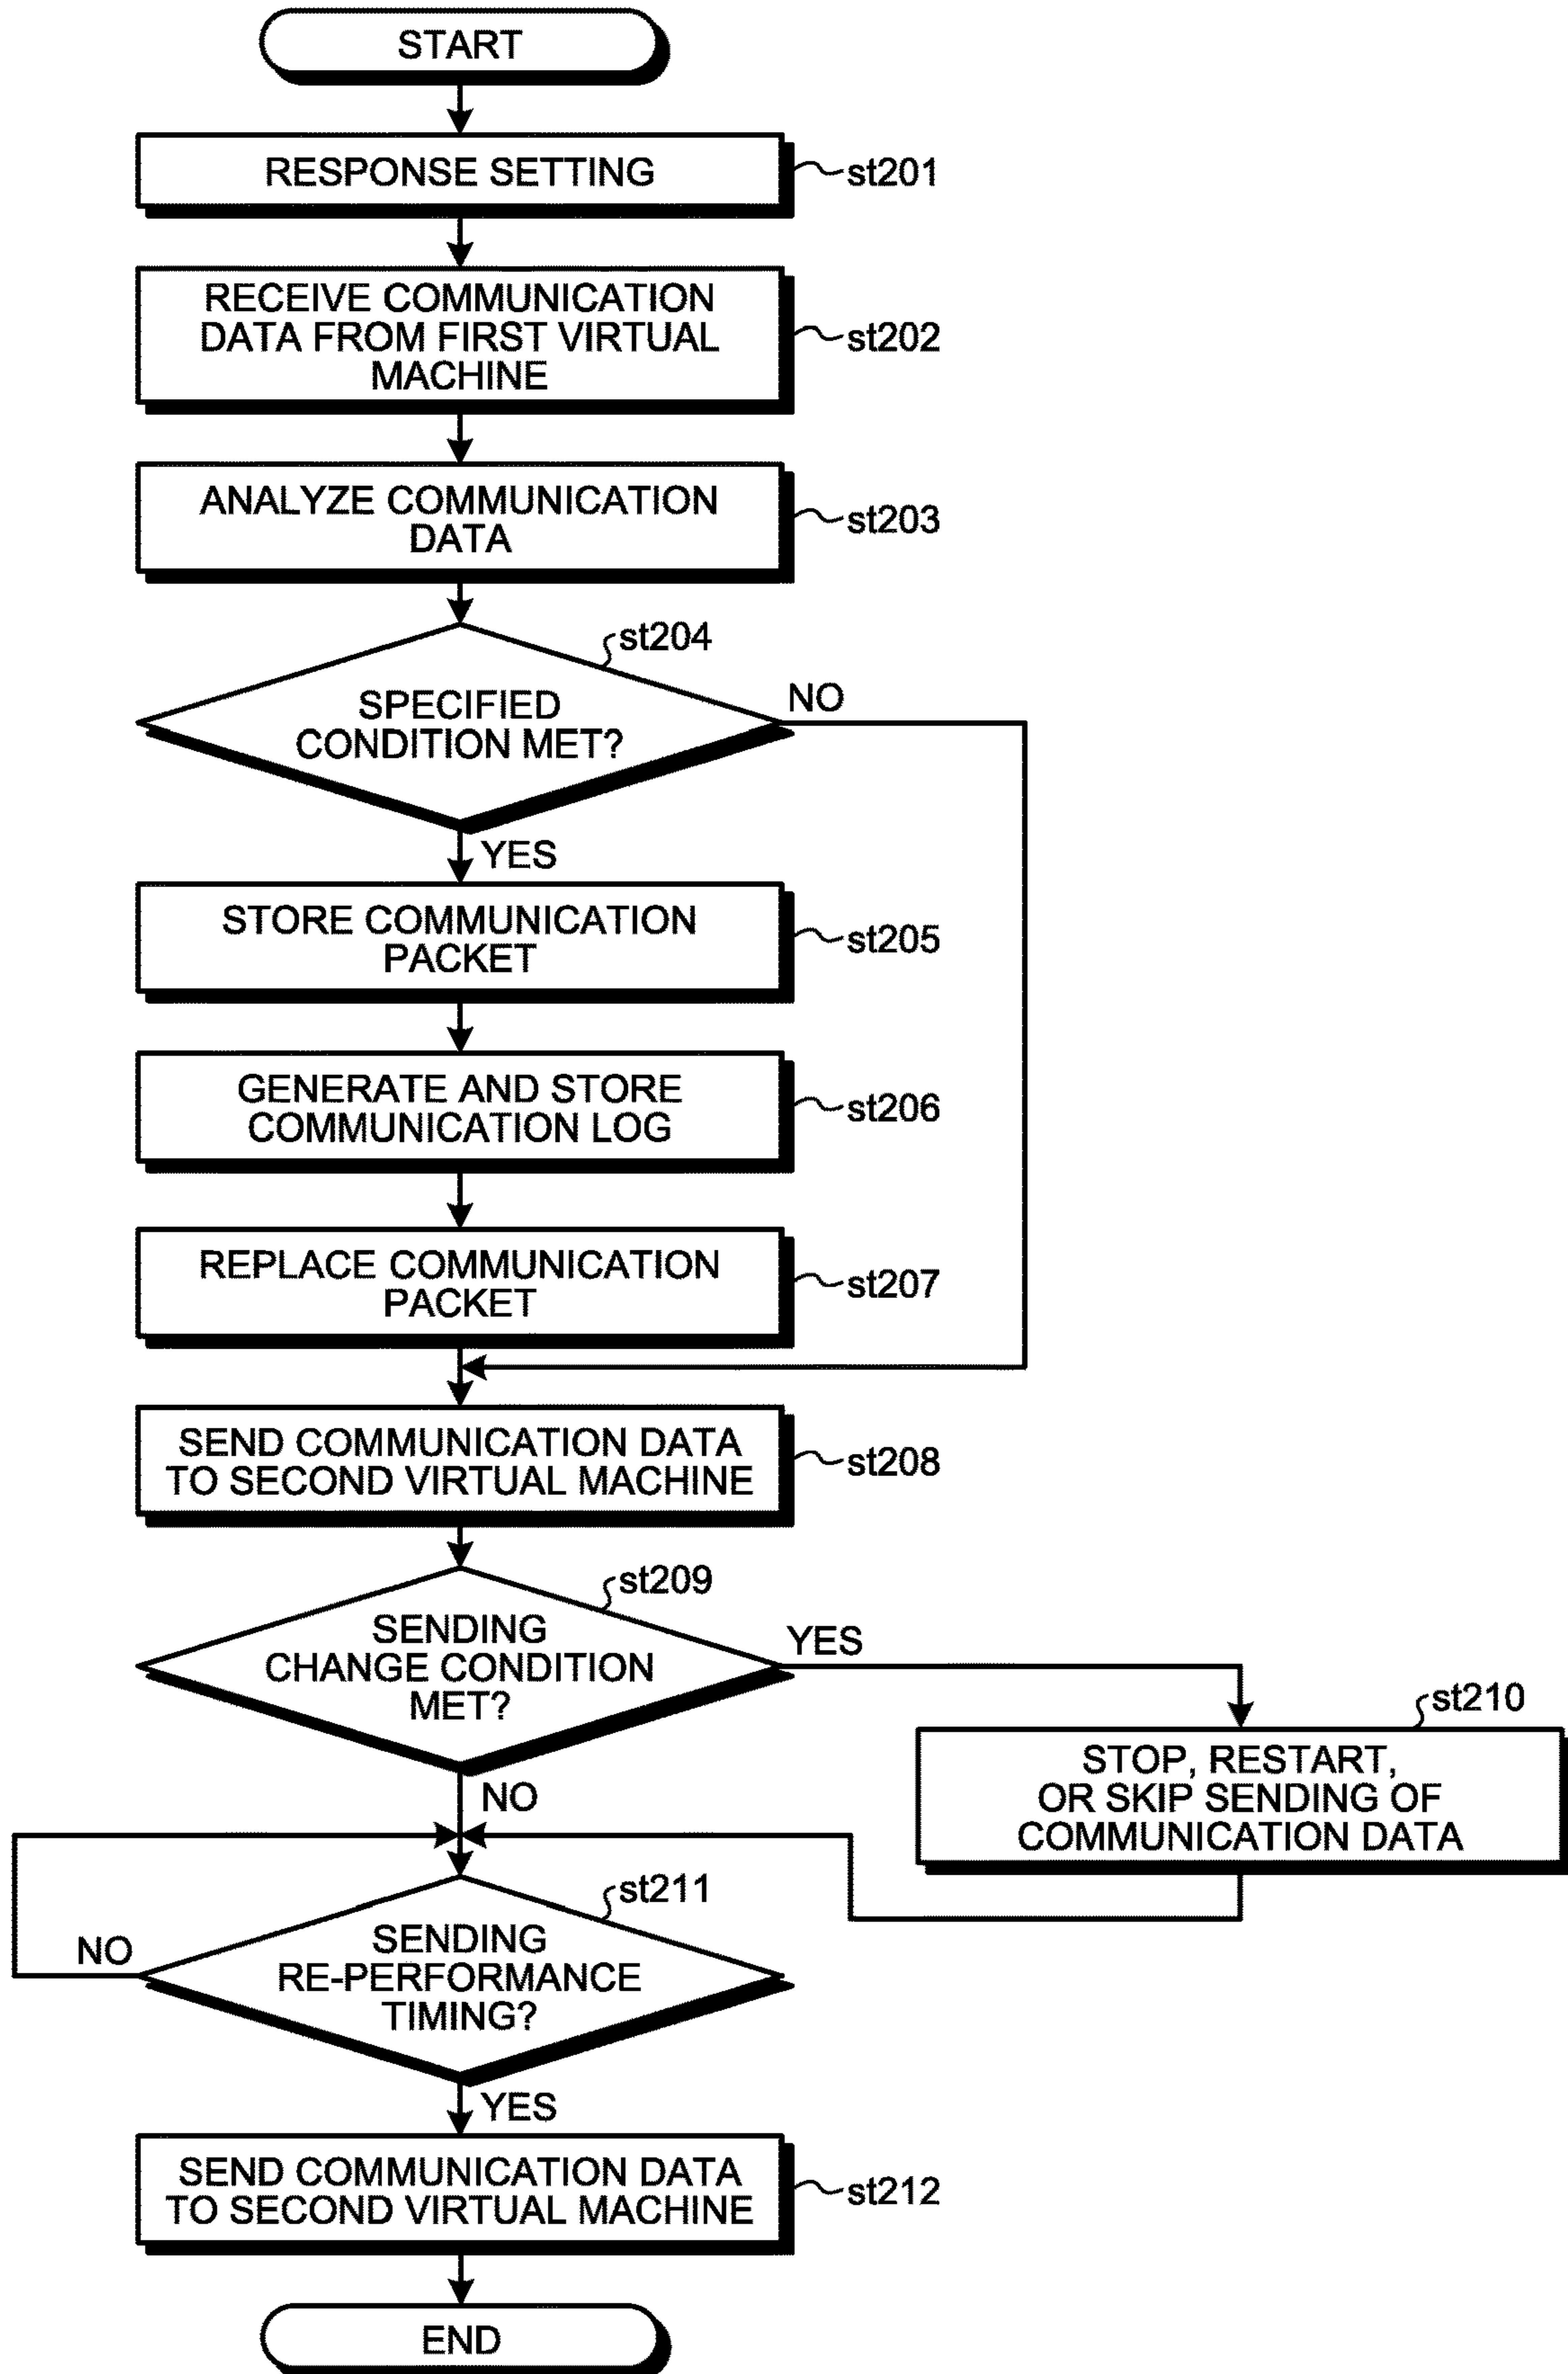 START
RESPONSE SETTING
st201
RECEIVE COMMUNICATION
DATA FROM FIRST VIRTUAL
MACHINE
st202
ANALYZE COMMUNICATION
DATA
st203
st204
SPECIFIED
CONDITION MET?
NO
YES
STORE COMMUNICATION
PACKET
st205
GENERATE AND STORE
COMMUNICATION LOG
st206
REPLACE COMMUNICATION
PACKET
st207
SEND COMMUNICATION DATA
TO SECOND VIRTUAL MACHINE
st208
st209
SENDING
CHANGE CONDITION
MET?
YES
NO
st210
STOP, RESTART,
OR SKIP SENDING OF
COMMUNICATION DATA
st211
SENDING
RE-PERFORMANCE
TIMING?
NO
YES
SEND COMMUNICATION DATA
TO SECOND VIRTUAL MACHINE
st212
END